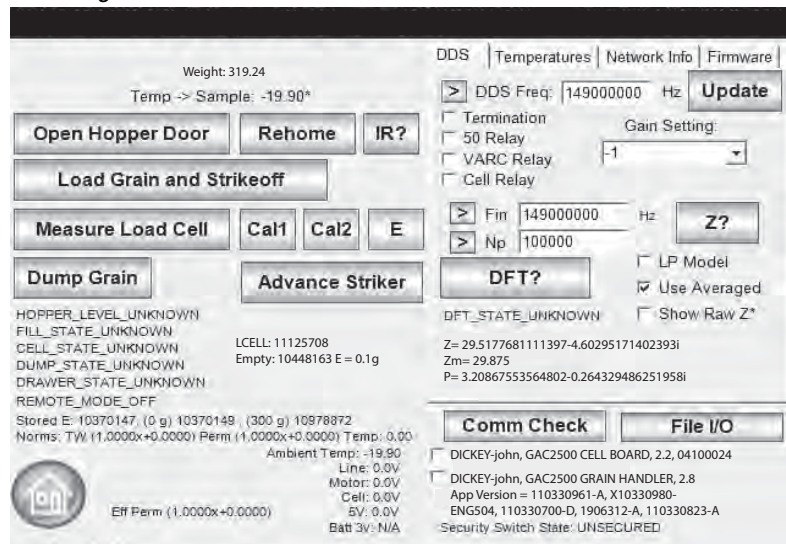 Weight: 319.24
Temp -> Sample: -19.90*
Open Hopper Door
Rehome
IR?
Load Grain and Strikeoff
Measure Load Cell
Cal1
Cal2
E
Dump Grain
Advance Striker
HOPPER_LEVEL_UNKNOWN
FILL_STATE_UNKNOWN
CELL_STATE_UNKNOWN
DUMP_STATE_UNKNOWN
DRAWER_STATE_UNKNOWN
REMOTE_MODE_OFF
LCELL: 11125708
Empty: 10448163 E = 0.1g
Stored E: 10370147, (0 g) 10370149 , (300 g) 10978872
Norms: TW (1.0000x+0.0000) Perm (1.0000x+0.0000) Temp: 0.00
Ambient Temp: -19.90
Line: 0.0V
Motor: 0.0V
Cell: 0.0V
5V: 0.0V
Batt 3v: N/A
Eff Perm (1.0000x+0.0000)
DDS
Temperatures
Network Info
Firmware
> DDS Freq: 149000000 Hz
Update
Termination
50 Relay
VARC Relay
Cell Relay
Gain Setting:
-1
> Fin 149000000 Hz
> Np 100000
Z?
DFT?
LP Model
Use Averaged
Show Raw Z*
DFT_STATE_UNKNOWN
Z= 29.5177681111397-4.60295171402393i
Zm= 29.875
P= 3.20867553564802-0.264329486251958i
Comm Check
File I/O
DICKEY-john, GAC2500 CELL BOARD, 2.2, 04100024
DICKEY-john, GAC2500 GRAIN HANDLER, 2.8
App Version = 110330961-A, X10330980-
ENG504, 110330700-D, 1906312-A, 110330823-A
Security Switch State: UNSECURED